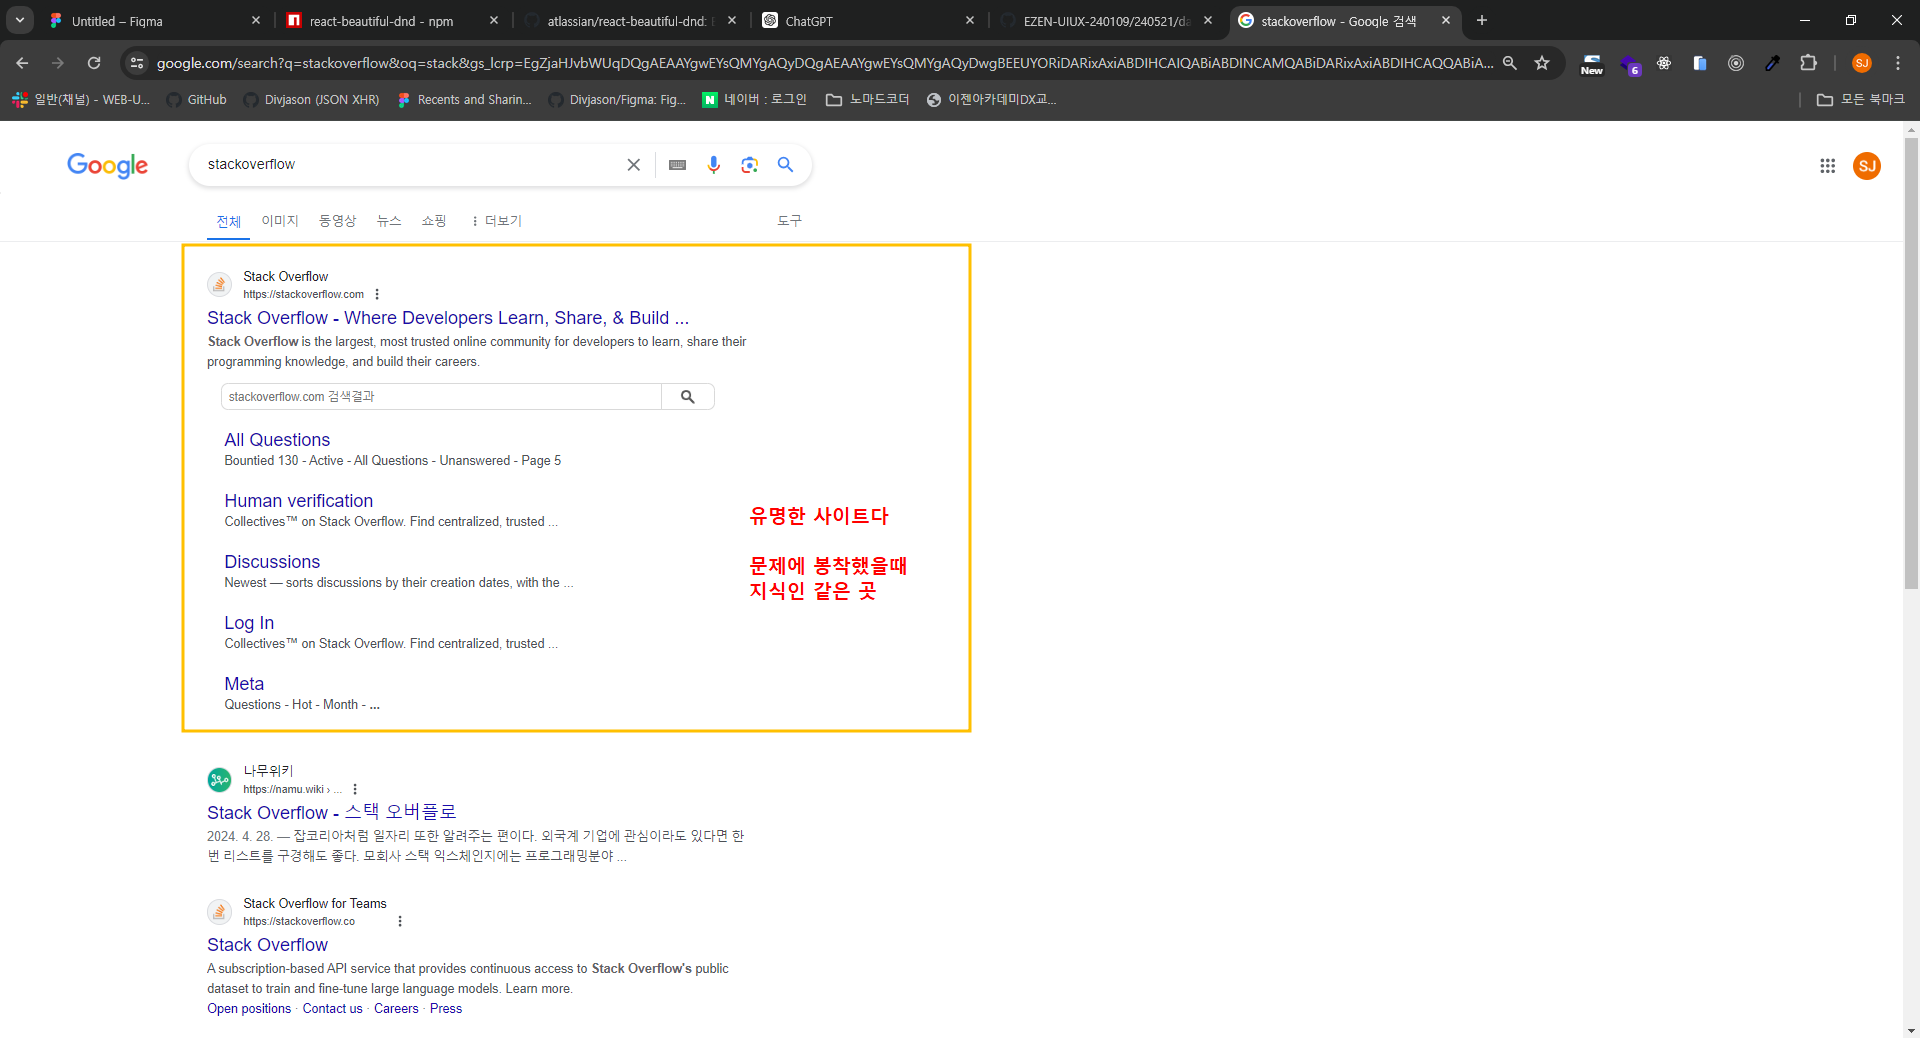 Untitled – Figma
react-beautiful-dnd - npm
atlassian/react-beautiful-dnd:
ChatGPT
EZEN-UIUX-240109/240521/da
stackoverflow - Google 검색
google.com/search?q=stackoverflow&oq=stack&gs_lcrp=EgZjaHJvbWUqDQgAEAAYgwEYsQMYgAQyDQgAEAAYgwEYsQMYgAQyDwgBEEUYORiDARixAxiABDIHCAIQABiABDINCAMQABiDARixAxiABDIHCAQQABiA...
New
6
SJ
일반(채널) - WEB-U...
GitHub
Divjason (JSON XHR)
Recents and Sharin...
Divjason/Figma: Fig...
네이버 : 로그인
노마드코더
이젠아카데미DX교...
모든 북마크
Google
stackoverflow
SJ
전체
이미지
동영상
뉴스
쇼핑
더보기
도구
Stack Overflow
https://stackoverflow.com
Stack Overflow - Where Developers Learn, Share, & Build ...
Stack Overflow is the largest, most trusted online community for developers to learn, share their
programming knowledge, and build their careers.
stackoverflow.com 검색결과
All Questions
Bountied 130 - Active - All Questions - Unanswered - Page 5
Human verification
Collectives™ on Stack Overflow. Find centralized, trusted ...
유명한 사이트다
Discussions
Newest — sorts discussions by their creation dates, with the ...
문제에 봉착했을때
지식인 같은 곳
Log In
Collectives™ on Stack Overflow. Find centralized, trusted ...
Meta
Questions - Hot - Month - ...
나무위키
https://namu.wiki › ...
Stack Overflow - 스택 오버플로
2024. 4. 28. — 잡코리아처럼 일자리 또한 알려주는 편이다. 외국계 기업에 관심이라도 있다면 한
번 리스트를 구경해도 좋다. 모회사 스택 익스체인지에는 프로그래밍분야 ...
Stack Overflow for Teams
https://stackoverflow.co
Stack Overflow
A subscription-based API service that provides continuous access to Stack Overflow's public
dataset to train and fine-tune large language models. Learn more.
Open positions · Contact us · Careers · Press